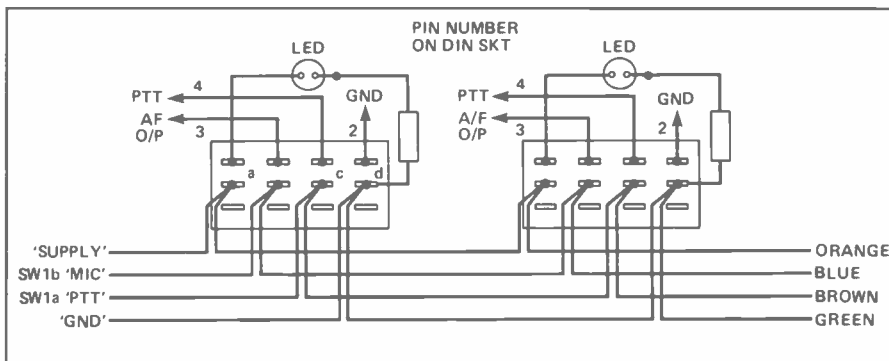 PIN NUMBER
ON DIN SKT
LED
LED
4
4
PTT
GND
PTT
GND
AF
O/P
3
2
A/F
O/P
3
2
a
c
d
'SUPPLY'
ORANGE
SW1b 'MIC'
BLUE
SW1a 'PTT'
BROWN
'GND'
GREEN